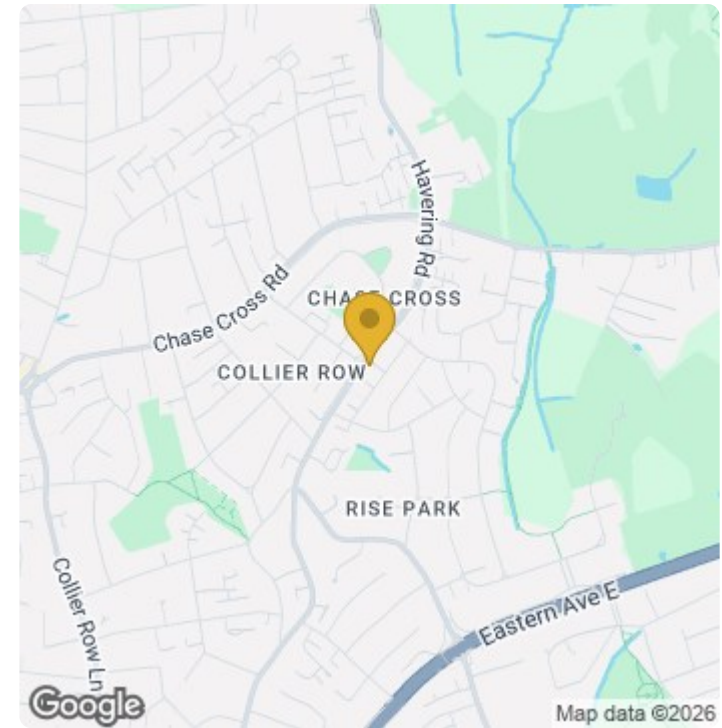 Havering Rd
Chase Cross Rd
CHASE CROSS
COLLIER ROW
RISE PARK
Collier Row Ln
Eastern Ave E
Google
Map data ©2026